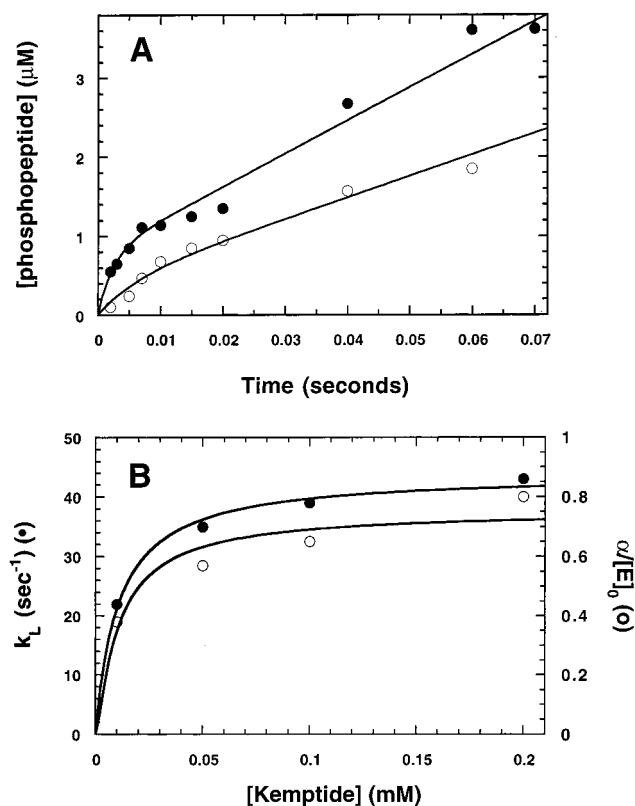 A
[phosphopeptide] (μM)
3
2
1
0
0 0.01 0.02 0.03 0.04 0.05 0.06 0.07
Time (seconds)
B
k_L (sec⁻¹) (•)
50
40
30
20
10
0
1
0.8
0.6
0.4
0.2
0
α/[E]₀ (o)
0 0.05 0.1 0.15 0.2
[Kemptide] (mM)